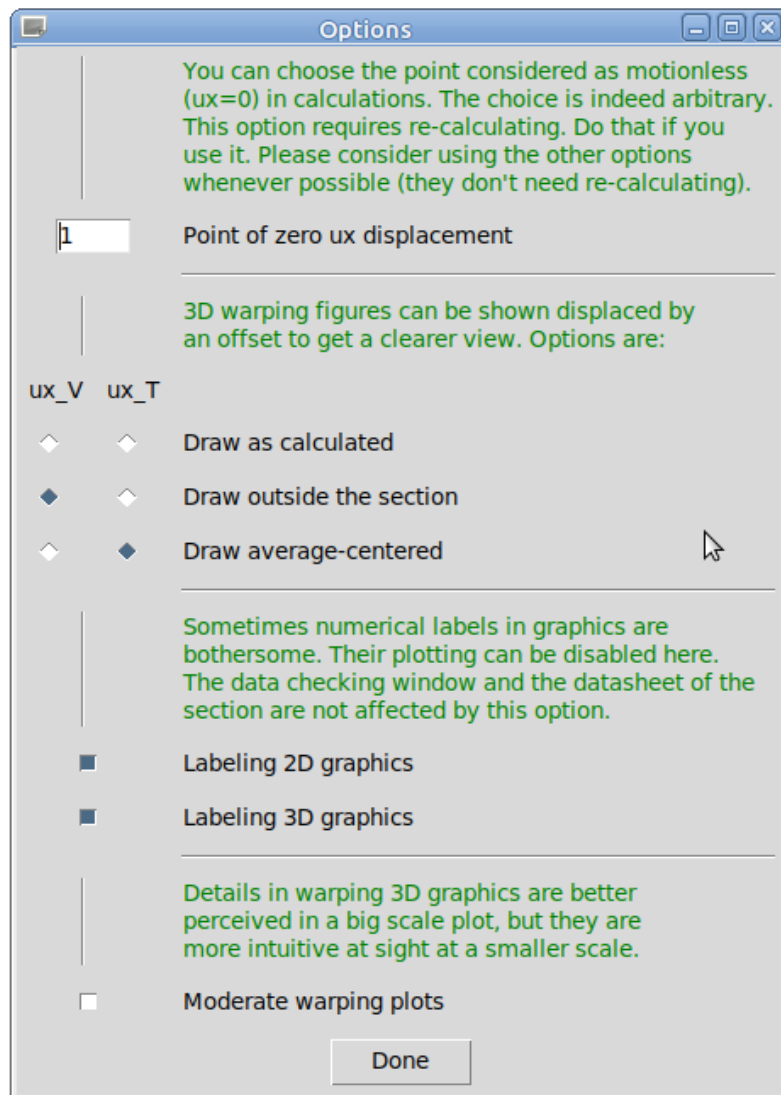 Options
You can choose the point considered as motionless
(ux=0) in calculations. The choice is indeed arbitrary.
This option requires re-calculating. Do that if you
use it. Please consider using the other options
whenever possible (they don't need re-calculating).
1 Point of zero ux displacement
3D warping figures can be shown displaced by
an offset to get a clearer view. Options are:
ux_V ux_T
Draw as calculated
Draw outside the section
Draw average-centered
Sometimes numerical labels in graphics are
bothersome. Their plotting can be disabled here.
The data checking window and the datasheet of the
section are not affected by this option.
Labeling 2D graphics
Labeling 3D graphics
Details in warping 3D graphics are better
perceived in a big scale plot, but they are
more intuitive at sight at a smaller scale.
Moderate warping plots
Done